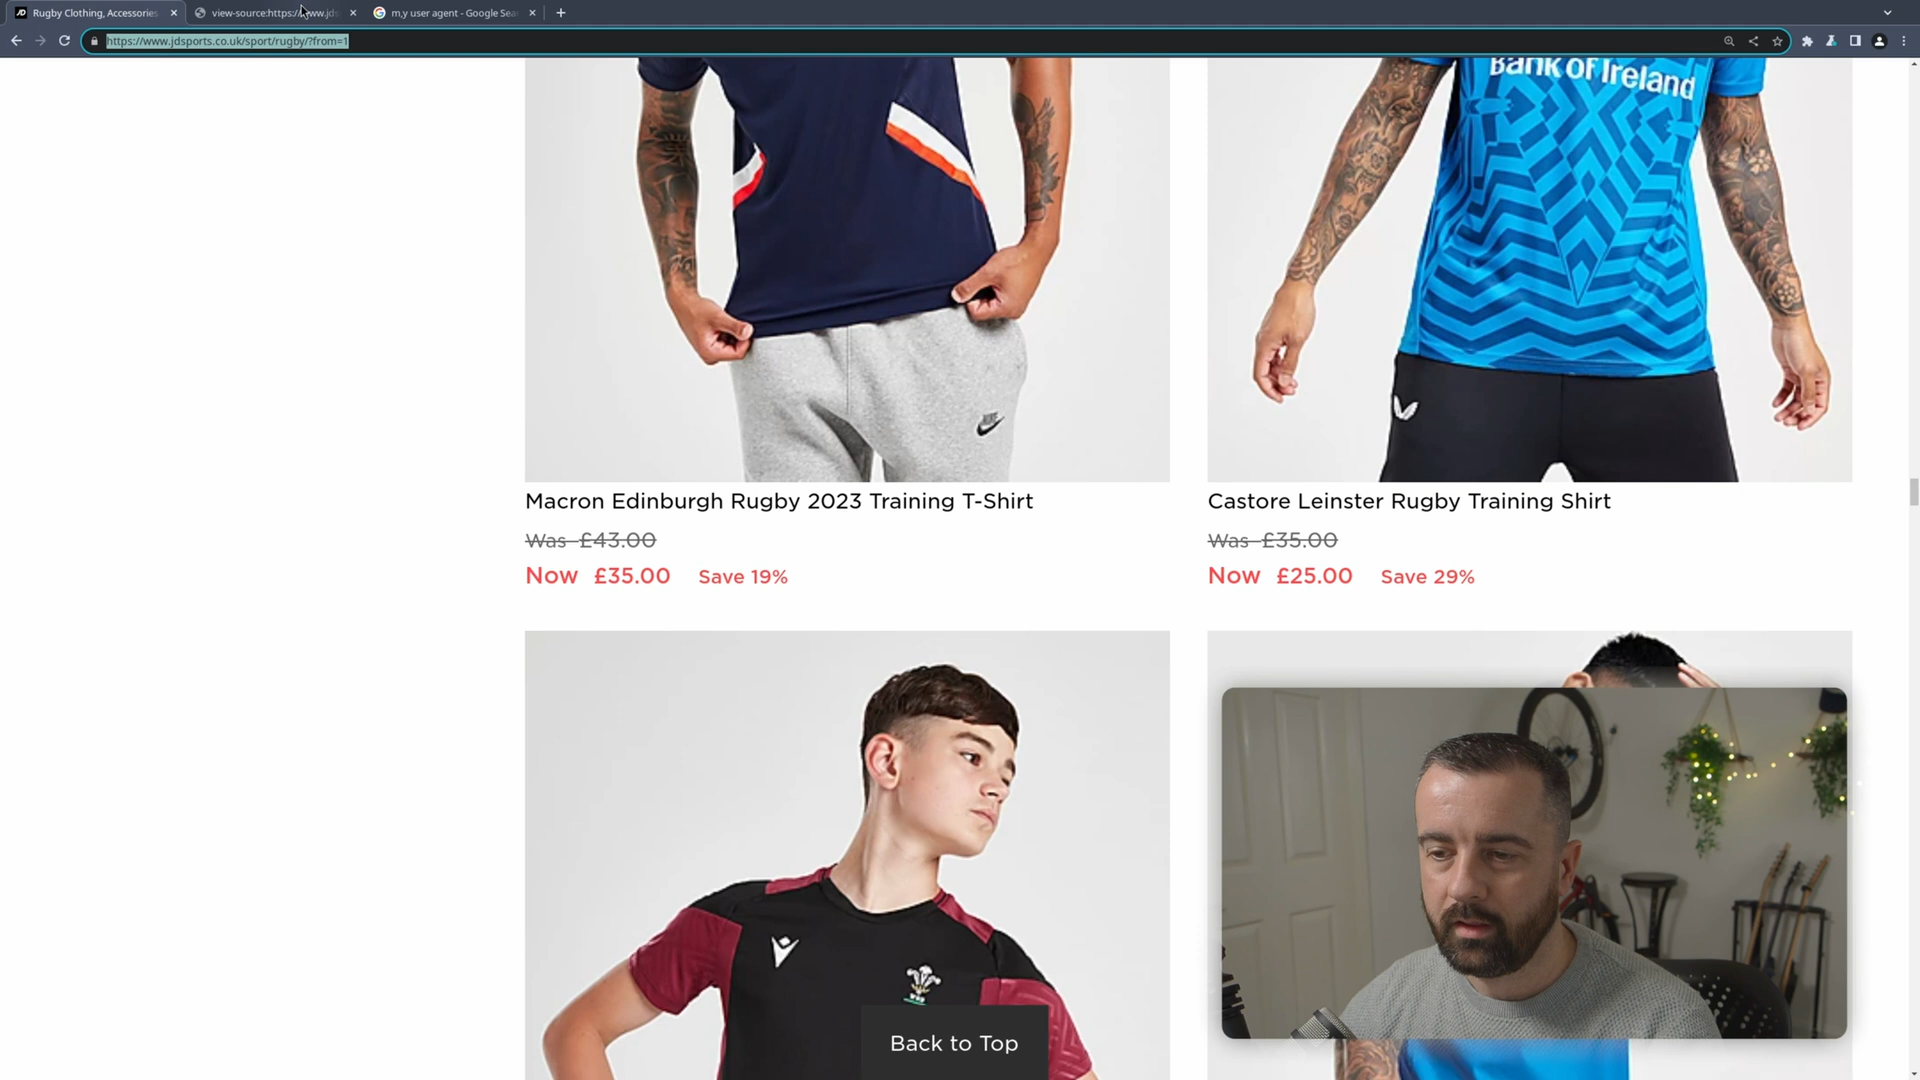 Rugby Clothing, Accessories
view-source:https://www.jds
m,y user agent - Google Sea
https://www.jdsports.co.uk/sport/rugby/?from=1
Bank of Ireland
Macron Edinburgh Rugby 2023 Training T-Shirt
Castore Leinster Rugby Training Shirt
Was £43.00
Was £35.00
Now £35.00 Save 19%
Now £25.00 Save 29%
Back to Top